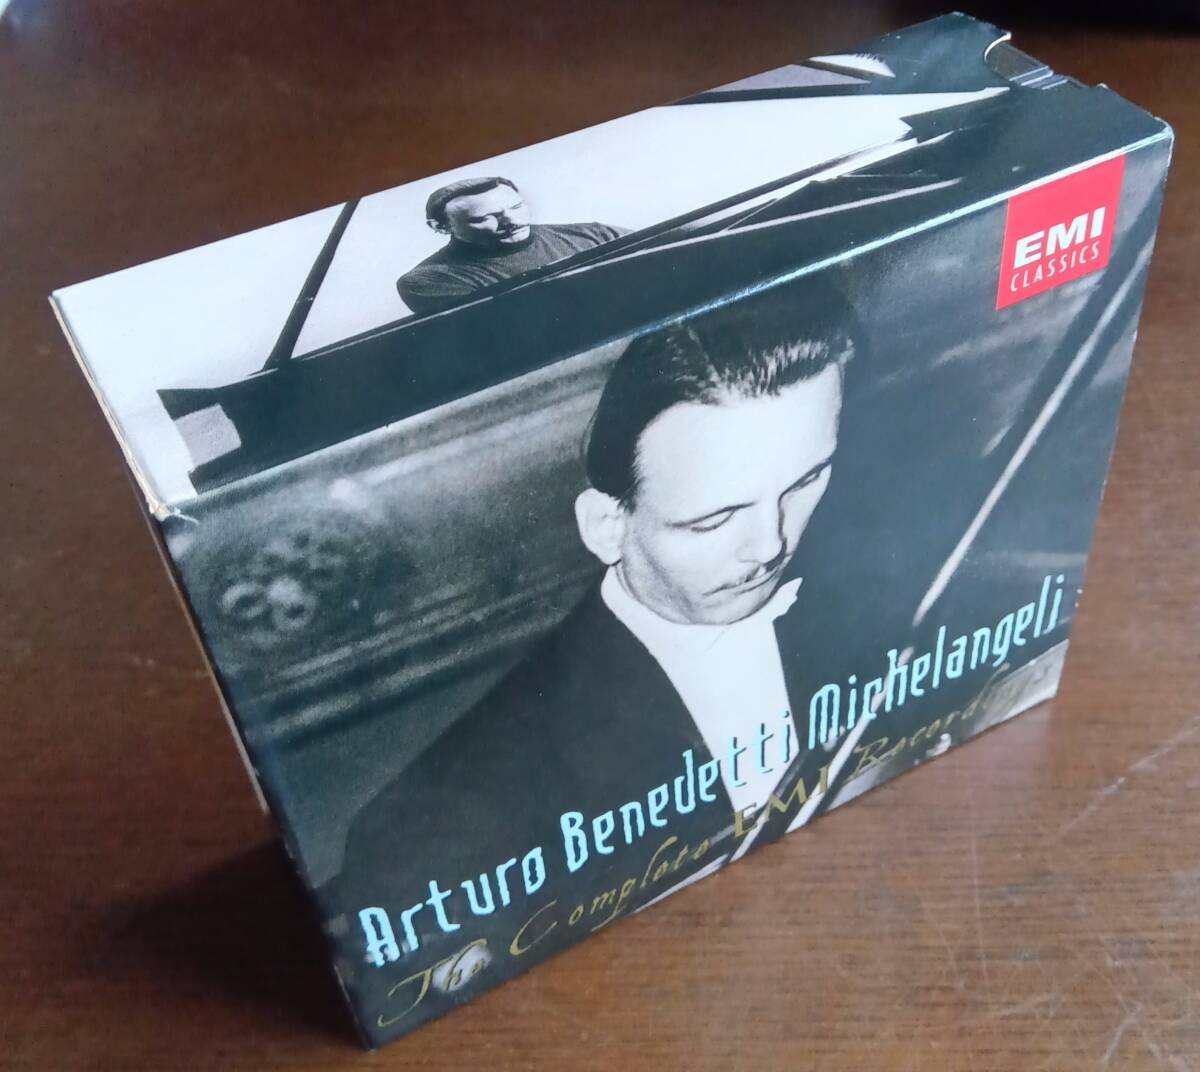 EMI
CLASSICS
Arturo Benedetti Michelangeli
The Complete EMI Recordings